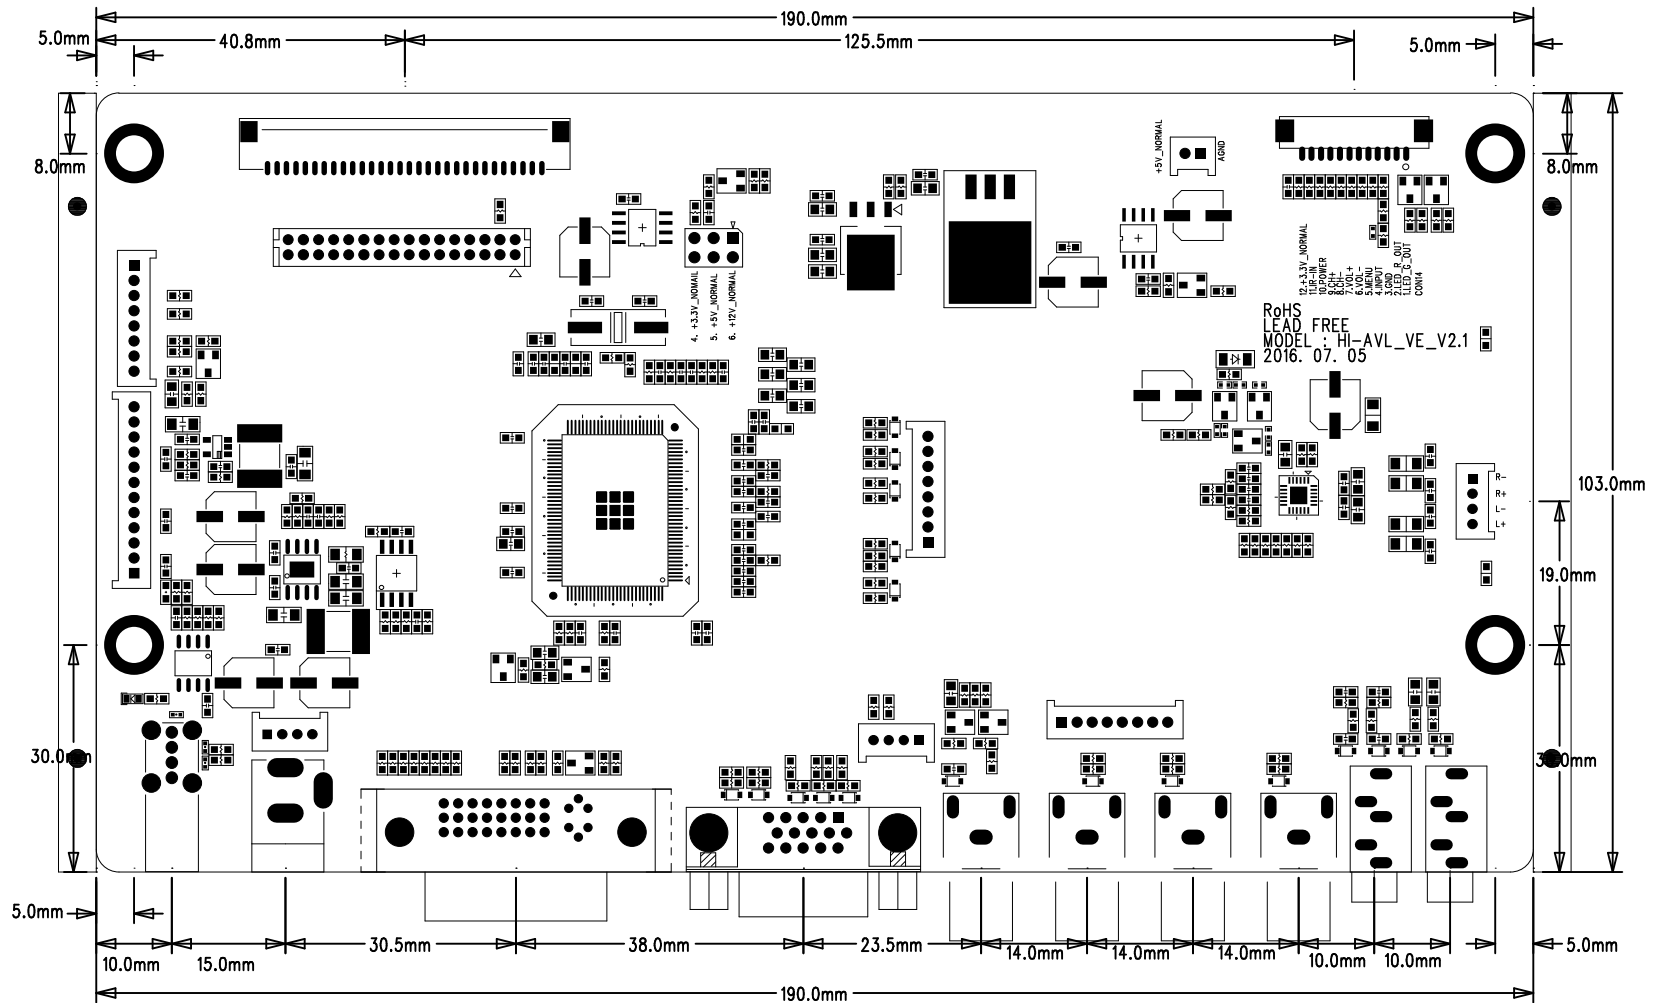 190.0mm
5.0mm
40.8mm
125.5mm
5.0mm
8.0mm
8.0mm
+5V_NORMAL
AGND
4. +3.3V_NOMAIL
5. +5V_NORMAL
6. +12V_NORMAL
12.+3.3V_NORMAL
11.IR-IN
10.POWER
9.CH+
8.CH-
7.VOL+
6.VOL-
5.MENU
4.INPUT
3.GND
2.LED_R_OUT
1.LED_G_OUT
CON14
RoHS
LEAD FREE
MODEL : HI-AVL_VE_V2.1
2016. 07. 05
R-
R+
L-
L+
103.0mm
19.0mm
30.0mm
5.0mm
30.5mm
38.0mm
23.5mm
14.0mm
14.0mm
14.0mm
10.0mm
10.0mm
5.0mm
10.0mm
15.0mm
190.0mm